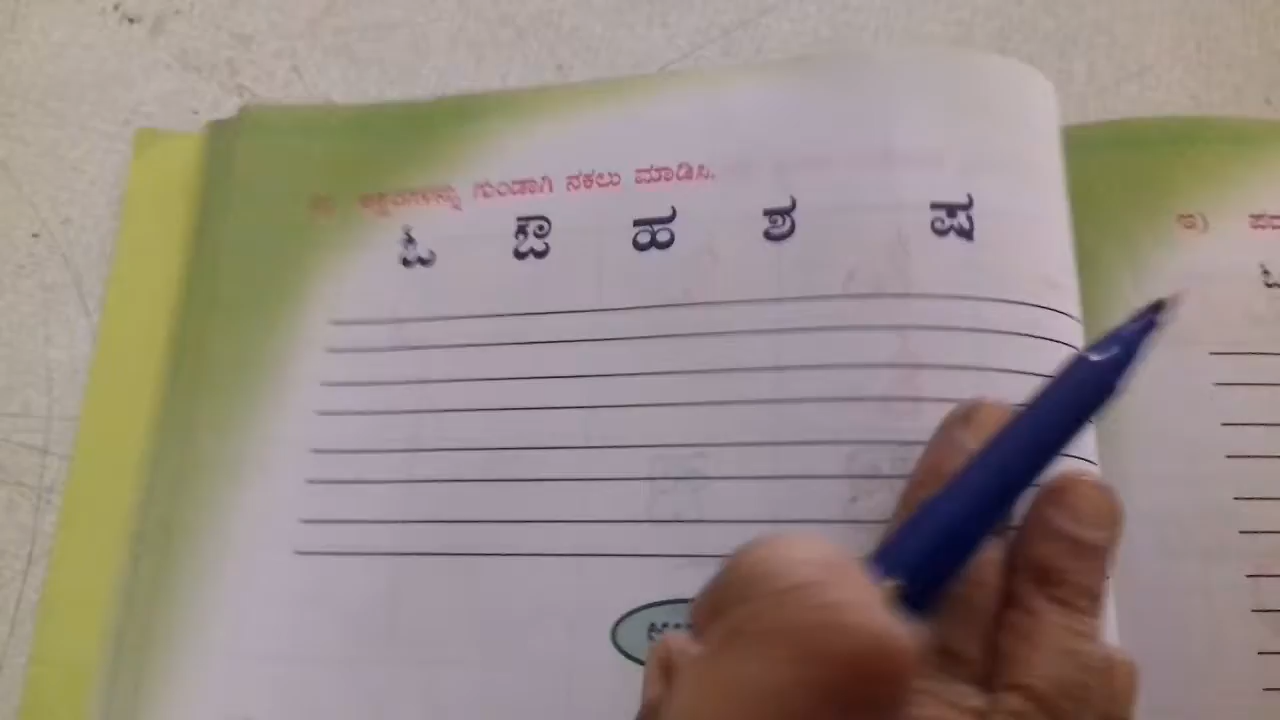 ಅಕ್ಷರಗಳನ್ನು ಗುಂಡಾಗಿ ನಕಲು ಮಾಡಿಸಿ.
ಓ ಔ ಹ ಶ ಷ
ಇ)